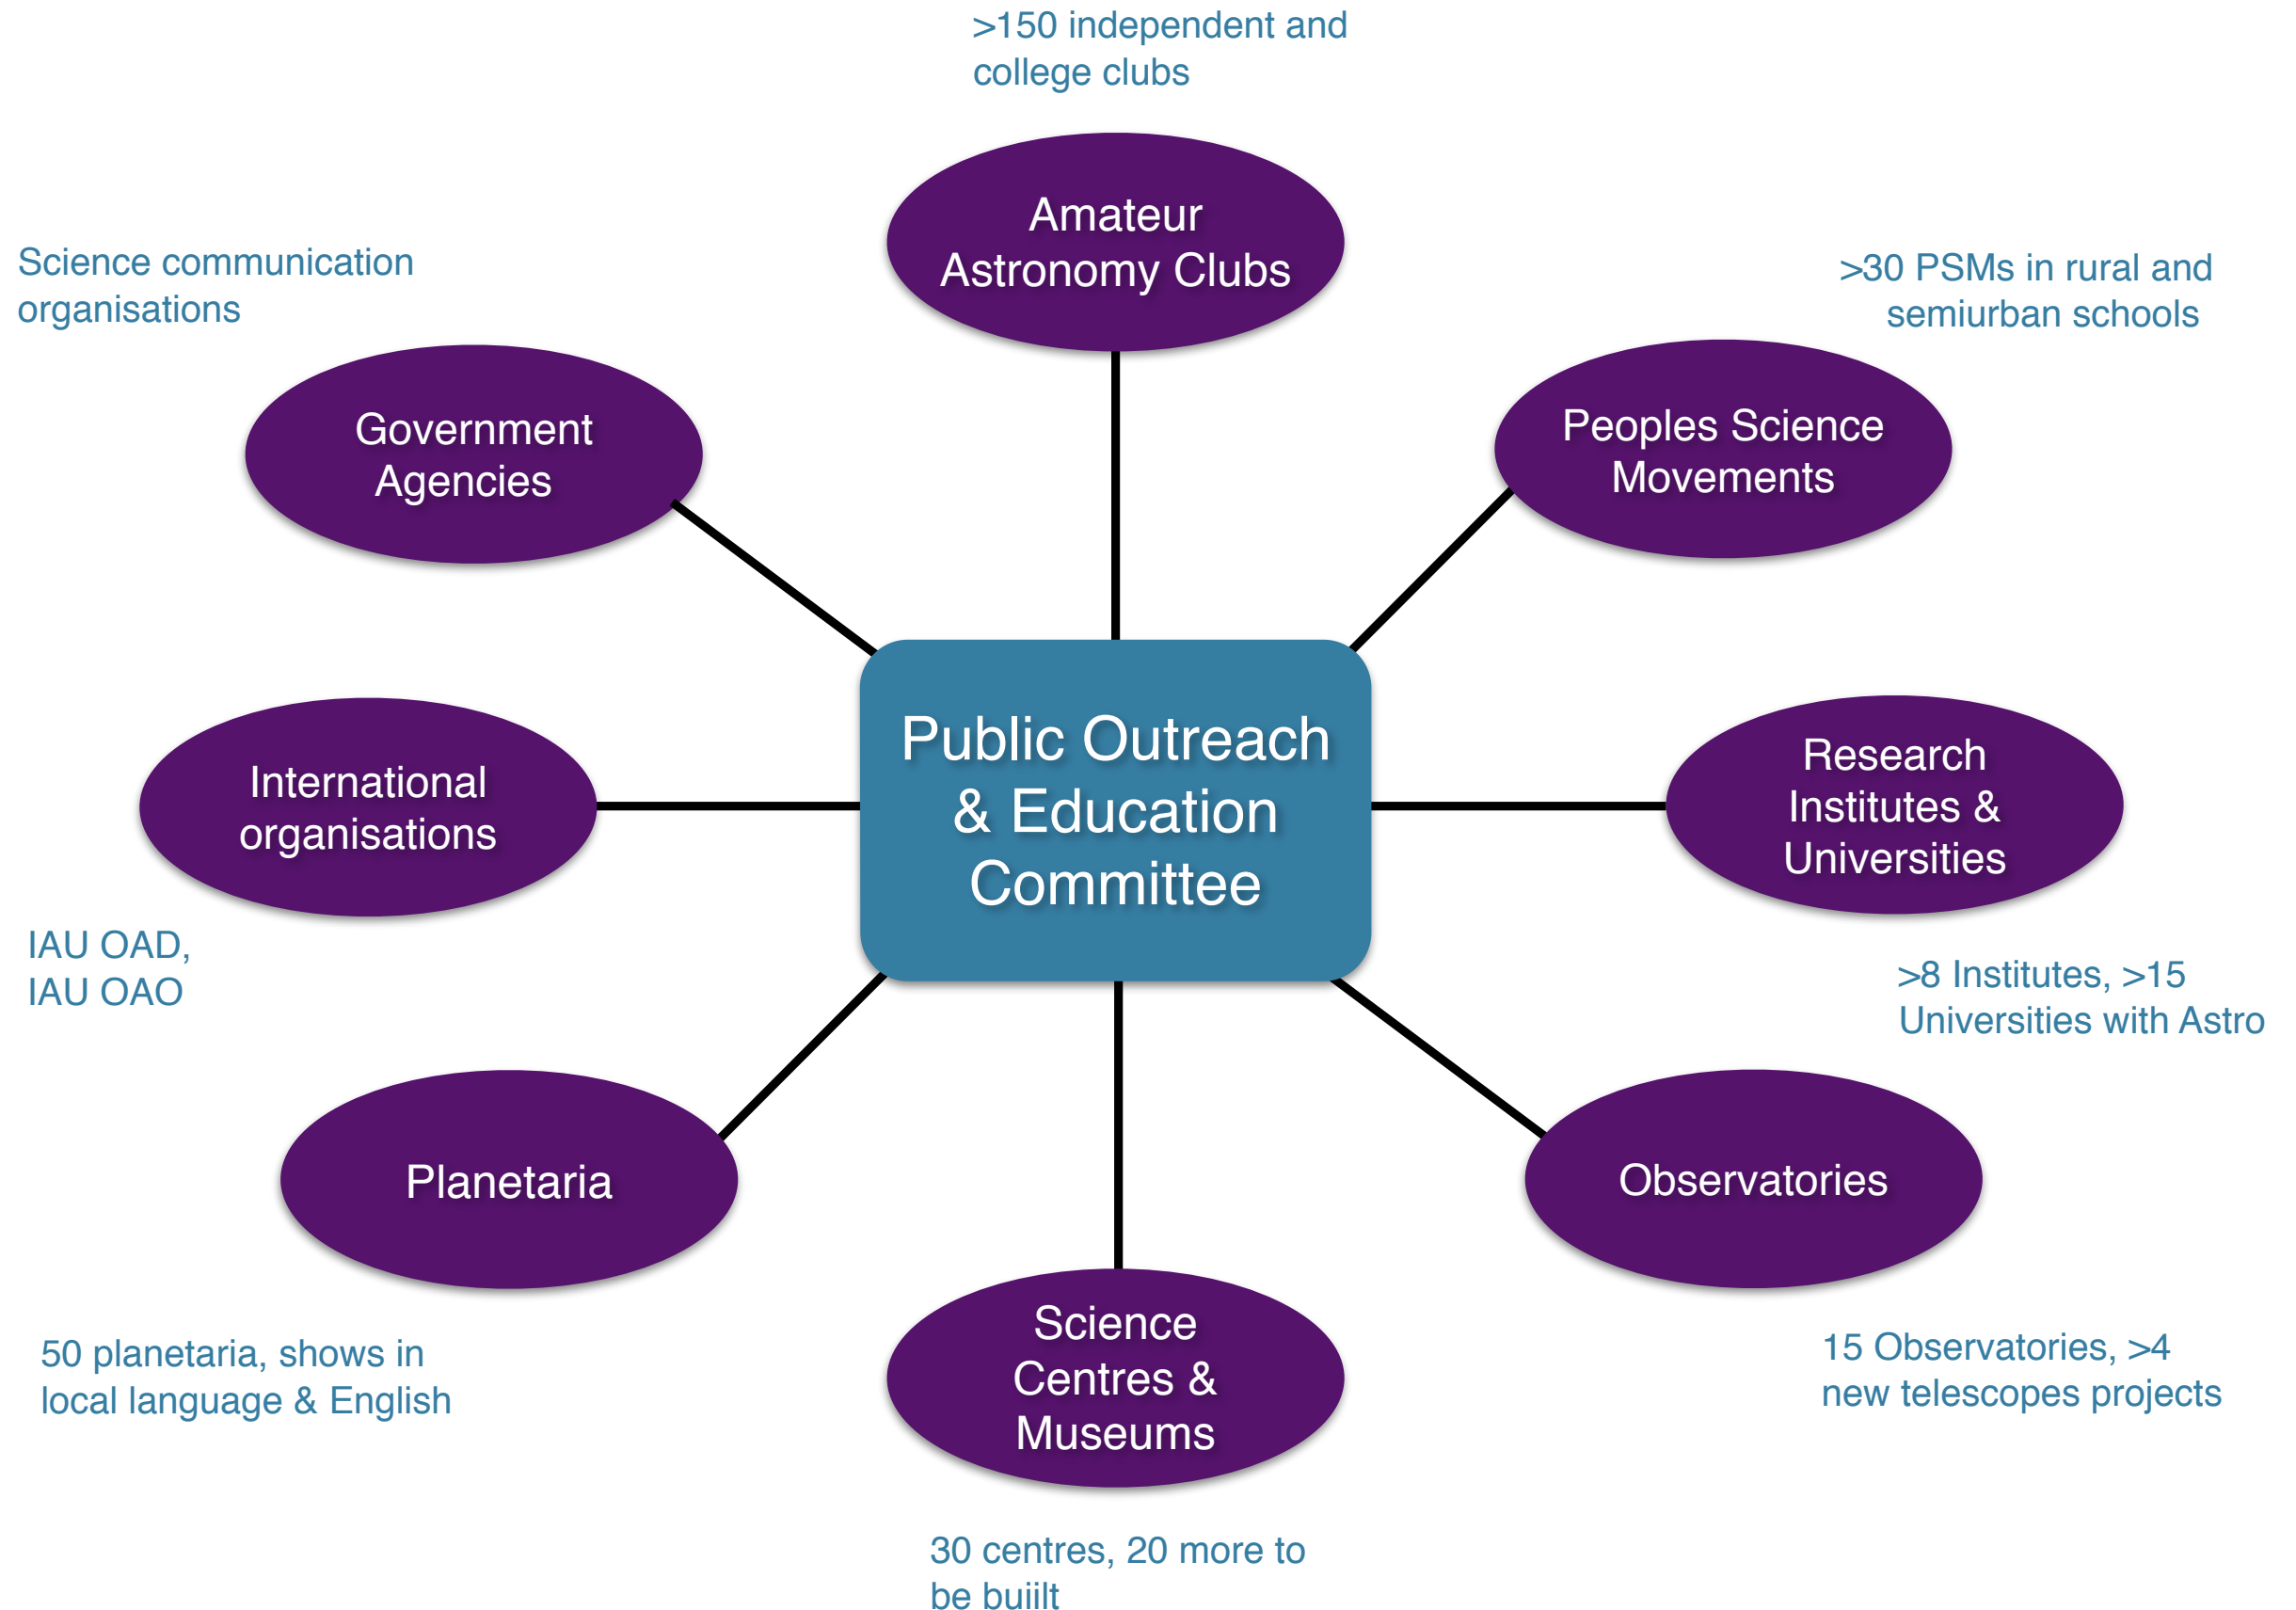 >150 independent and
college clubs
Amateur
Astronomy Clubs
Science communication
organisations
>30 PSMs in rural and
semiurban schools
Government
Agencies
Peoples Science
Movements
Public Outreach
& Education
Committee
International
organisations
Research
Institutes &
Universities
IAU OAD,
IAU OAO
>8 Institutes, >15
Universities with Astro
Planetaria
Observatories
Science
Centres &
Museums
50 planetaria, shows in
local language & English
15 Observatories, >4
new telescopes projects
30 centres, 20 more to
be buiilt